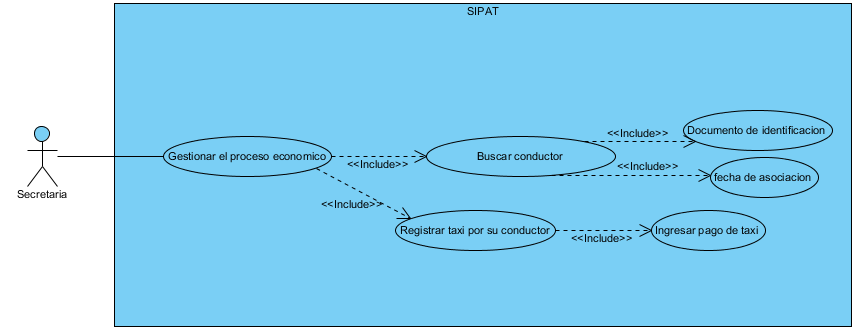 SIPAT
Secretaria
Gestionar el proceso economico
<<Include>>
Buscar conductor
<<Include>>
Documento de identificacion
<<Include>>
fecha de asociacion
<<Include>>
Registrar taxi por su conductor
<<Include>>
Ingresar pago de taxi